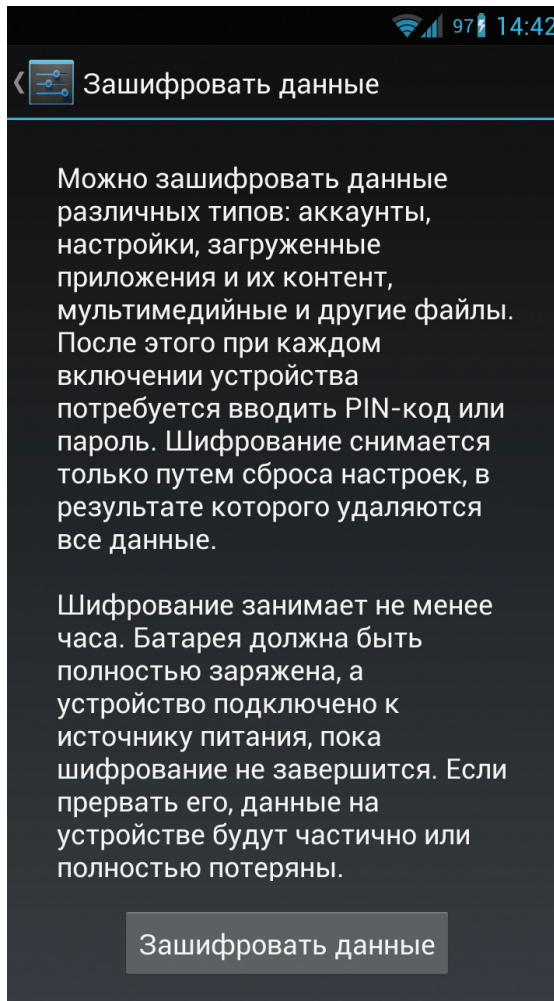 97 14:42
Зашифровать данные
Можно зашифровать данные
различных типов: аккаунты,
настройки, загруженные
приложения и их контент,
мультимедийные и другие файлы.
После этого при каждом
включении устройства
потребуется вводить PIN-код или
пароль. Шифрование снимается
только путем сброса настроек, в
результате которого удаляются
все данные.
Шифрование занимает не менее
часа. Батарея должна быть
полностью заряжена, а
устройство подключено к
источнику питания, пока
шифрование не завершится. Если
прервать его, данные на
устройстве будут частично или
полностью потеряны.
Зашифровать данные